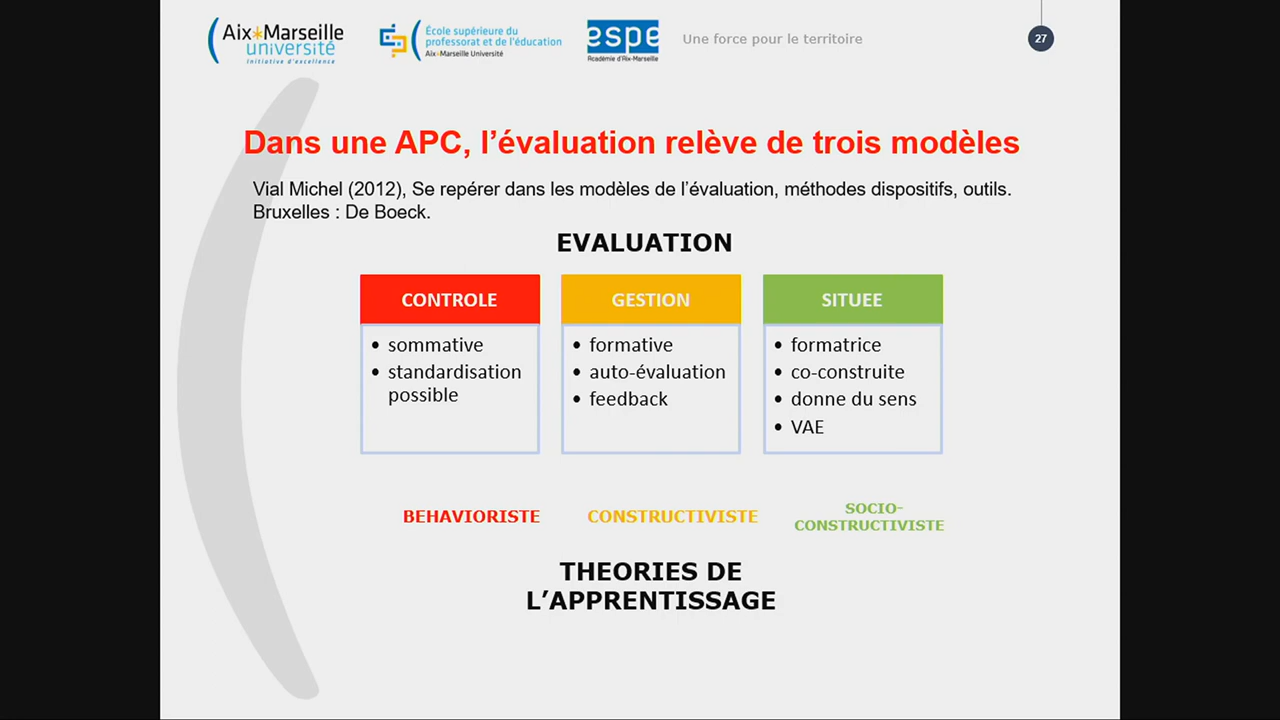 Aix*Marseille
université
Initiative d'excellence
École supérieure du
professorat et de l'éducation
Aix*Marseille Université
espe
Académie d'Aix-Marseille
Une force pour le territoire
27
Dans une APC, l'évaluation relève de trois modèles
Vial Michel (2012), Se repérer dans les modèles de l'évaluation, méthodes dispositifs, outils.
Bruxelles : De Boeck.
EVALUATION
CONTROLE
• sommative
• standardisation
possible
GESTION
• formative
• auto-évaluation
• feedback
SITUEE
• formatrice
• co-construite
• donne du sens
• VAE
BEHAVIORISTE
CONSTRUCTIVISTE
SOCIO-
CONSTRUCTIVISTE
THEORIES DE
L'APPRENTISSAGE